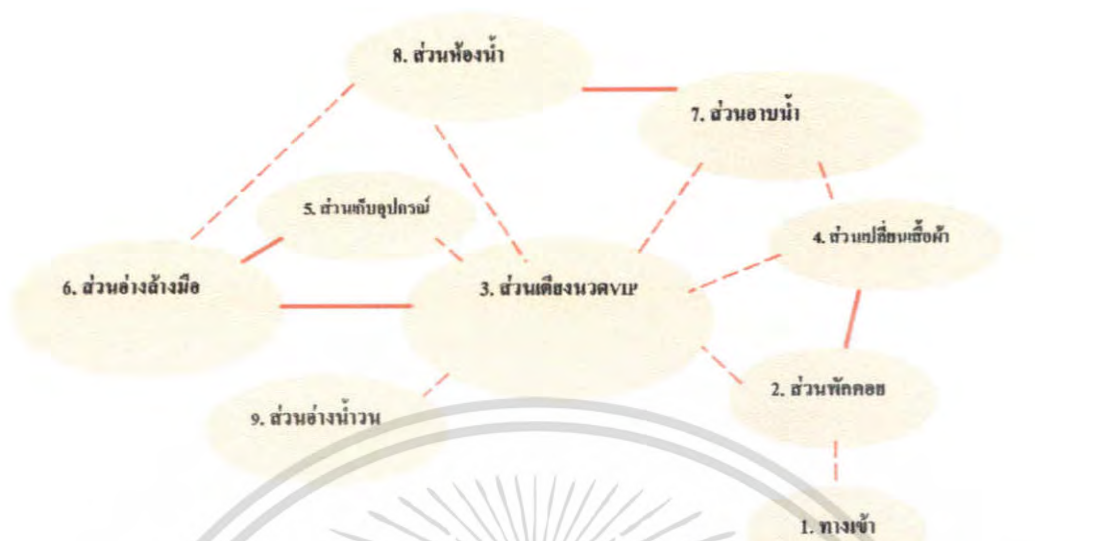 8. ส่วนห้องน้ำ
7. ส่วนอาบน้ำ
5. ส่วนเก็บอุปกรณ์
4. ส่วนเปลี่ยนเสื้อผ้า
6. ส่วนอ่างล้างมือ
3. ส่วนเตียงนวดVIP
2. ส่วนพักคอย
9. ส่วนอ่างน้ำวน
1. ทางเข้า